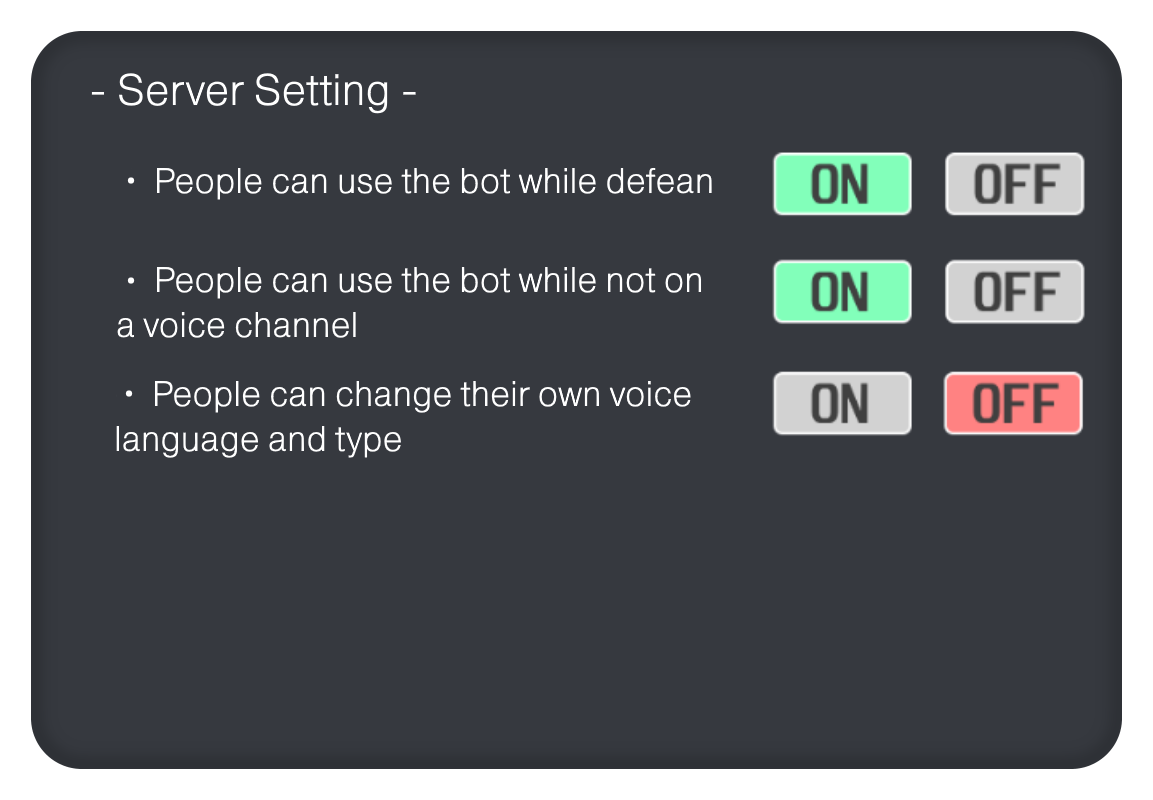 - Server Setting -
・ People can use the bot while defean ON OFF
・ People can use the bot while not on ON OFF
a voice channel
・ People can change their own voice ON OFF
language and type